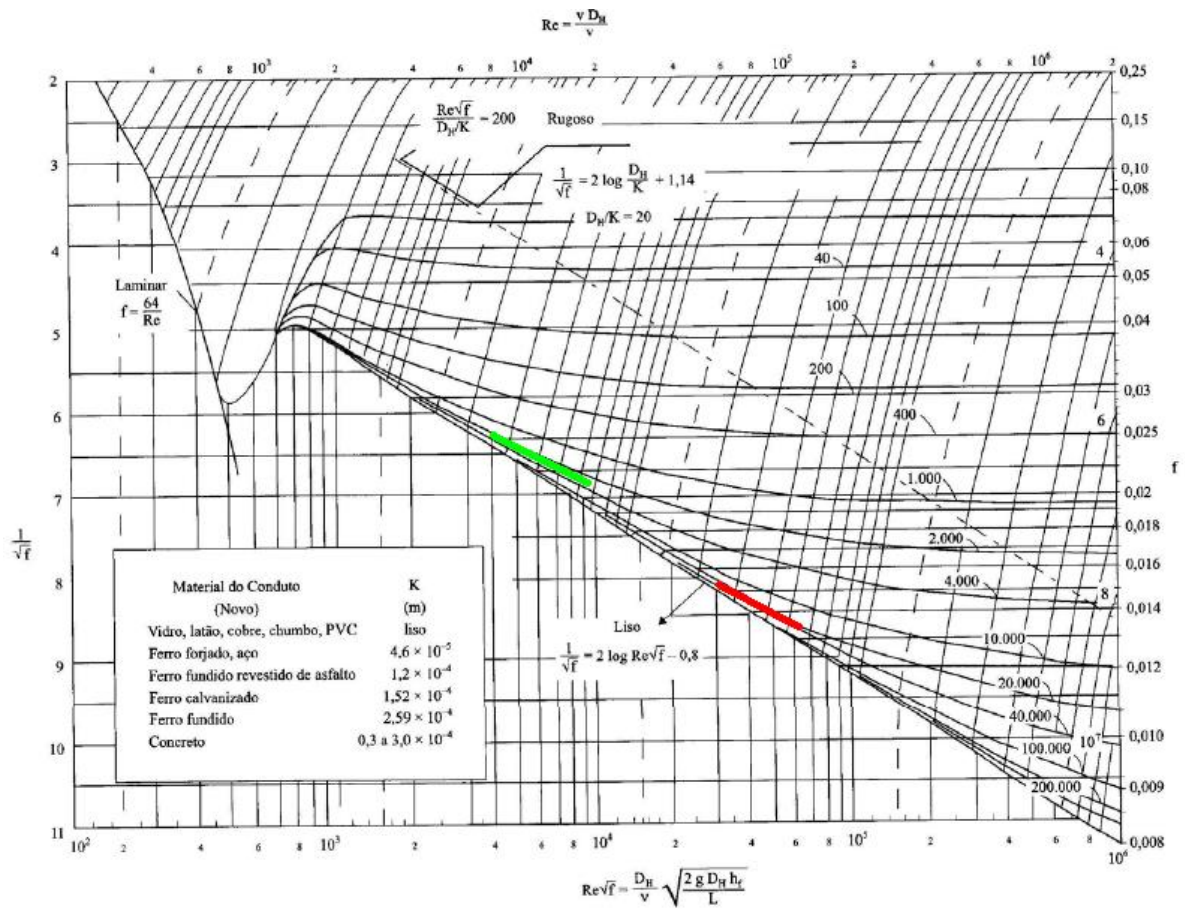 Re = v D_H / ν
4 6 8 10³ 2 4 6 8 10⁴ 2 4 6 8 10⁵ 2 4 6 8 10⁶ 2
2
3
4
5
6
7
8
9
10
11
1/√f
0,25
0,15
0,10
0,08
0,06
0,05
0,04
0,03
0,025
0,02
0,018
0,016
0,014
0,012
0,010
0,009
0,008
f
Re√f / D_H/K = 200 Rugoso
1/√f = 2 log D_H/K + 1,14
D_H/K = 20
40
100
200
400
1.000
2.000
4.000
10.000
20.000
40.000
100.000
200.000
4
6
8
10⁷
Laminar
f = 64/Re
Liso
1/√f = 2 log Re√f – 0,8
Material do Conduto K
(Novo) (m)
Vidro, latão, cobre, chumbo, PVC liso
Ferro forjado, aço 4,6 × 10⁻⁵
Ferro fundido revestido de asfalto 1,2 × 10⁻⁴
Ferro calvanizado 1,52 × 10⁻⁴
Ferro fundido 2,59 × 10⁻⁴
Concreto 0,3 a 3,0 × 10⁻⁴
10² 2 4 6 8 10³ 2 4 6 8 10⁴ 2 4 6 8 10⁵ 2 4 6 8 10⁶
Re√f = D_H/ν √(2 g D_H h_f / L)